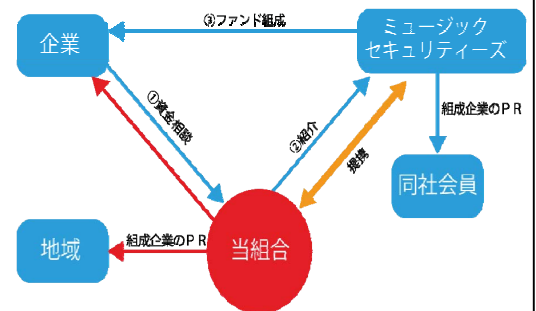 ③ファンド組成
企業
ミュージック
セキュリティーズ
①資金相談
②紹介
提携
組成企業のPR
同社会員
地域
組成企業のPR
当組合